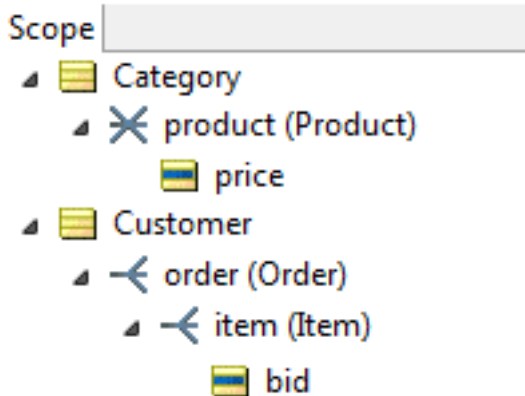 Scope
Category
product (Product)
price
Customer
order (Order)
item (Item)
bid